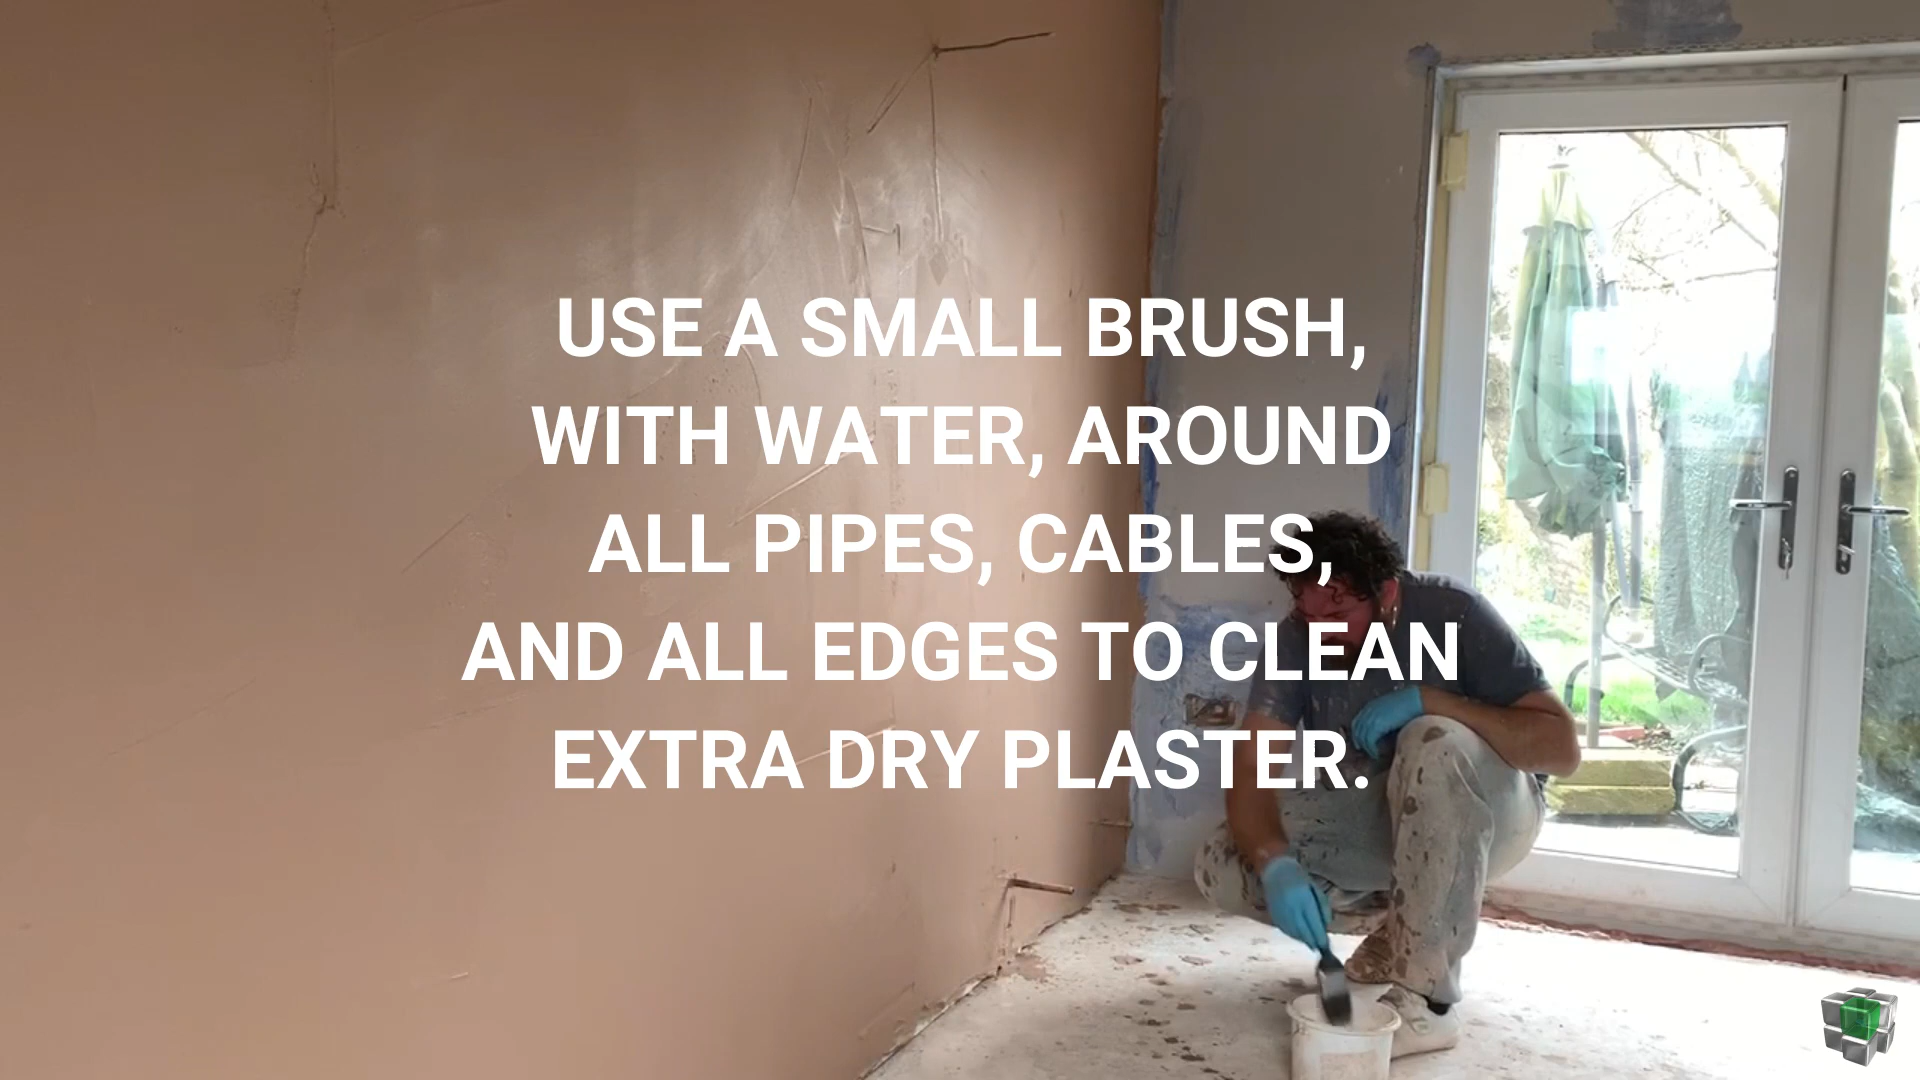 USE A SMALL BRUSH,
WITH WATER, AROUND
ALL PIPES, CABLES,
AND ALL EDGES TO CLEAN
EXTRA DRY PLASTER.